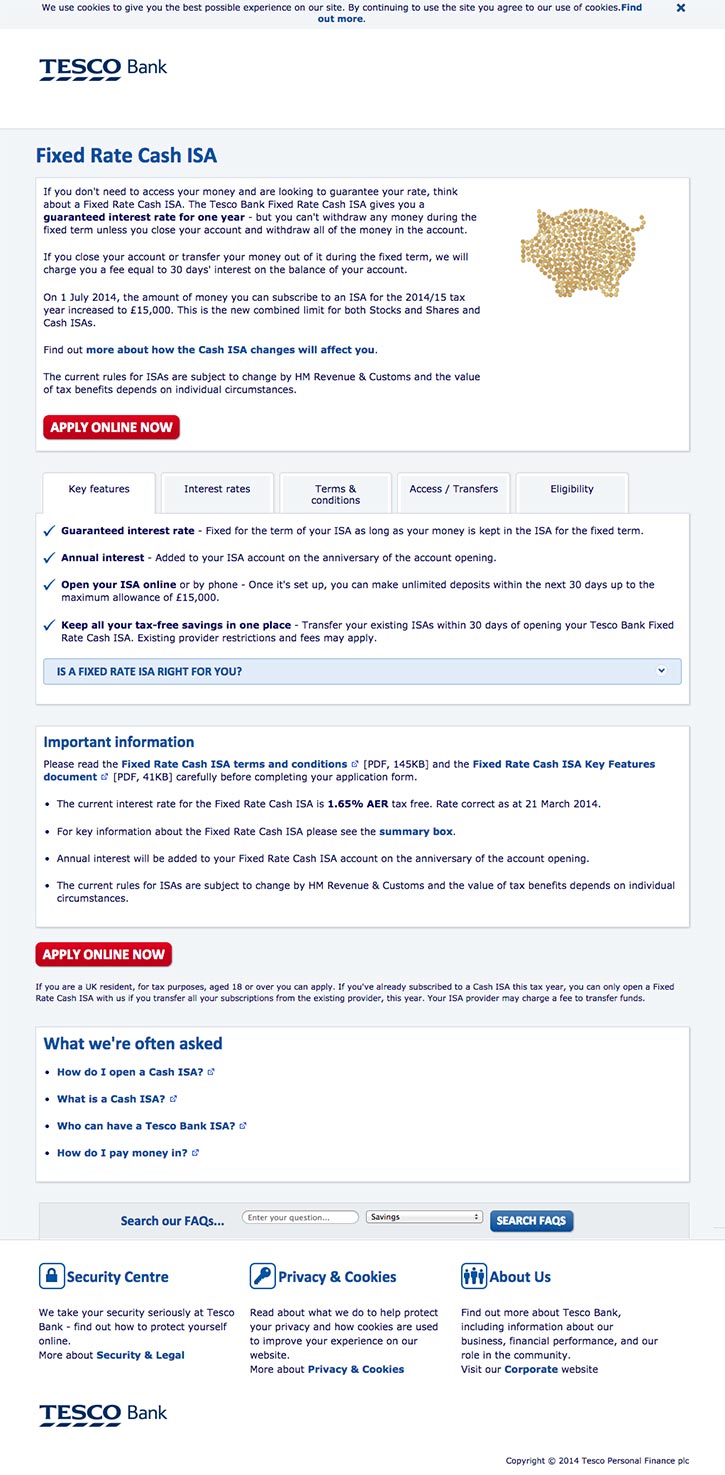 We use cookies to give you the best possible experience on our site. By continuing to use the site you agree to our use of cookies.Find
out more.
TESCO Bank
Fixed Rate Cash ISA
If you don't need to access your money and are looking to guarantee your rate, think
about a Fixed Rate Cash ISA. The Tesco Bank Fixed Rate Cash ISA gives you a
guaranteed interest rate for one year - but you can't withdraw any money during the
fixed term unless you close your account and withdraw all of the money in the account.
If you close your account or transfer your money out of it during the fixed term, we will
charge you a fee equal to 30 days' interest on the balance of your account.
On 1 July 2014, the amount of money you can subscribe to an ISA for the 2014/15 tax
year increased to £15,000. This is the new combined limit for both Stocks and Shares and
Cash ISAs.
Find out more about how the Cash ISA changes will affect you.
The current rules for ISAs are subject to change by HM Revenue & Customs and the value
of tax benefits depends on individual circumstances.
APPLY ONLINE NOW
Key features
Interest rates
Terms &
conditions
Access / Transfers
Eligibility
Guaranteed interest rate - Fixed for the term of your ISA as long as your money is kept in the ISA for the fixed term.
Annual interest - Added to your ISA account on the anniversary of the account opening.
Open your ISA online or by phone - Once it's set up, you can make unlimited deposits within the next 30 days up to the
maximum allowance of £15,000.
Keep all your tax-free savings in one place - Transfer your existing ISAs within 30 days of opening your Tesco Bank Fixed
Rate Cash ISA. Existing provider restrictions and fees may apply.
IS A FIXED RATE ISA RIGHT FOR YOU?
Important information
Please read the Fixed Rate Cash ISA terms and conditions [PDF, 145KB] and the Fixed Rate Cash ISA Key Features
document [PDF, 41KB] carefully before completing your application form.
• The current interest rate for the Fixed Rate Cash ISA is 1.65% AER tax free. Rate correct as at 21 March 2014.
• For key information about the Fixed Rate Cash ISA please see the summary box.
• Annual interest will be added to your Fixed Rate Cash ISA account on the anniversary of the account opening.
• The current rules for ISAs are subject to change by HM Revenue & Customs and the value of tax benefits depends on individual
circumstances.
APPLY ONLINE NOW
If you are a UK resident, for tax purposes, aged 18 or over you can apply. If you've already subscribed to a Cash ISA this tax year, you can only open a Fixed
Rate Cash ISA with us if you transfer all your subscriptions from the existing provider, this year. Your ISA provider may charge a fee to transfer funds.
What we're often asked
• How do I open a Cash ISA?
• What is a Cash ISA?
• Who can have a Tesco Bank ISA?
• How do I pay money in?
Search our FAQs...
Enter your question...
Savings
SEARCH FAQS
Security Centre
We take your security seriously at Tesco
Bank - find out how to protect yourself
online.
More about Security & Legal
Privacy & Cookies
Read about what we do to help protect
your privacy and how cookies are used
to improve your experience on our
website.
More about Privacy & Cookies
About Us
Find out more about Tesco Bank,
including information about our
business, financial performance, and our
role in the community.
Visit our Corporate website
TESCO Bank
Copyright © 2014 Tesco Personal Finance plc